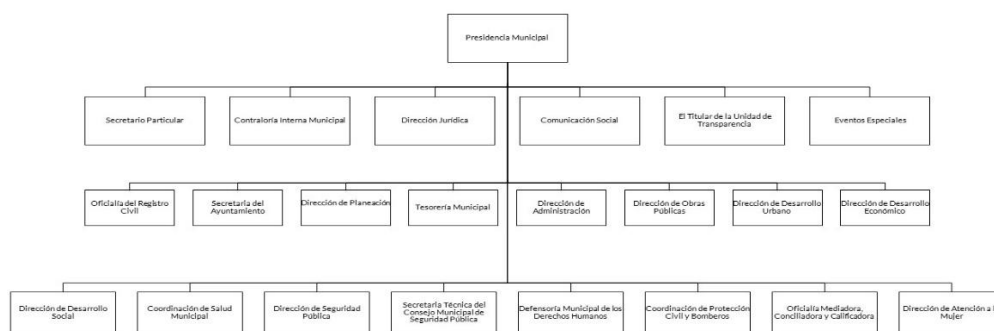 Presidencia Municipal
Secretario Particular
Contraloría Interna Municipal
Dirección Jurídica
Comunicación Social
El Titular de la Unidad de
Transparencia
Eventos Especiales
Oficialía del Registro
Civil
Secretaría del
Ayuntamiento
Dirección de Planeación
Tesorería Municipal
Dirección de
Administración
Dirección de Obras
Públicas
Dirección de Desarrollo
Urbano
Dirección de Desarrollo
Económico
Dirección de Desarrollo
Social
Coordinación de Salud
Municipal
Dirección de Seguridad
Pública
Secretaría Técnica del
Consejo Municipal de
Seguridad Pública
Defensoría Municipal de los
Derechos Humanos
Coordinación de Protección
Civil y Bomberos
Oficialía Mediadora,
Conciliadora y Calificadora
Dirección de Atención a la
Mujer